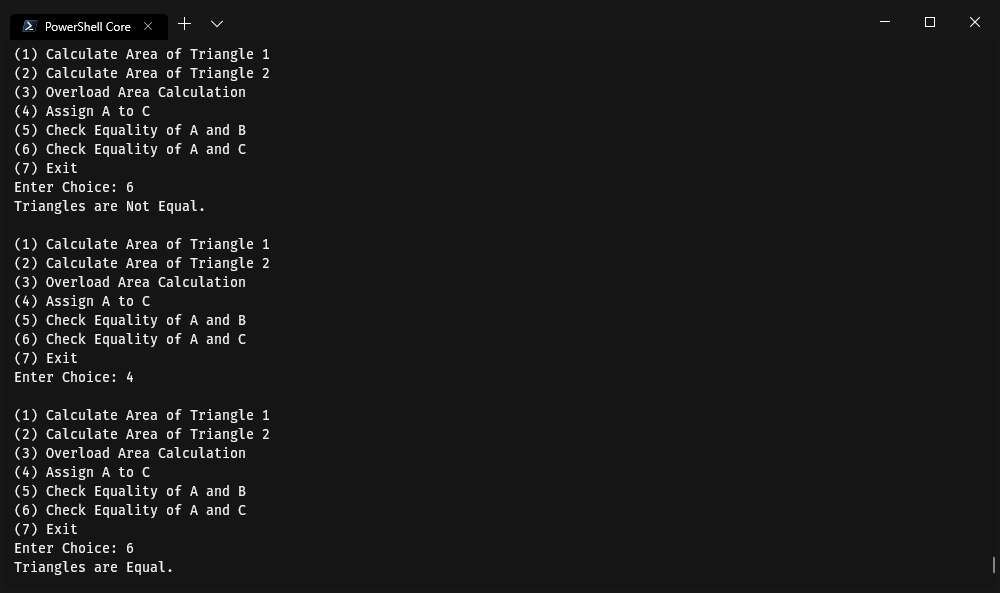 PowerShell Core
(1) Calculate Area of Triangle 1
(2) Calculate Area of Triangle 2
(3) Overload Area Calculation
(4) Assign A to C
(5) Check Equality of A and B
(6) Check Equality of A and C
(7) Exit
Enter Choice: 6
Triangles are Not Equal.
(1) Calculate Area of Triangle 1
(2) Calculate Area of Triangle 2
(3) Overload Area Calculation
(4) Assign A to C
(5) Check Equality of A and B
(6) Check Equality of A and C
(7) Exit
Enter Choice: 4
(1) Calculate Area of Triangle 1
(2) Calculate Area of Triangle 2
(3) Overload Area Calculation
(4) Assign A to C
(5) Check Equality of A and B
(6) Check Equality of A and C
(7) Exit
Enter Choice: 6
Triangles are Equal.